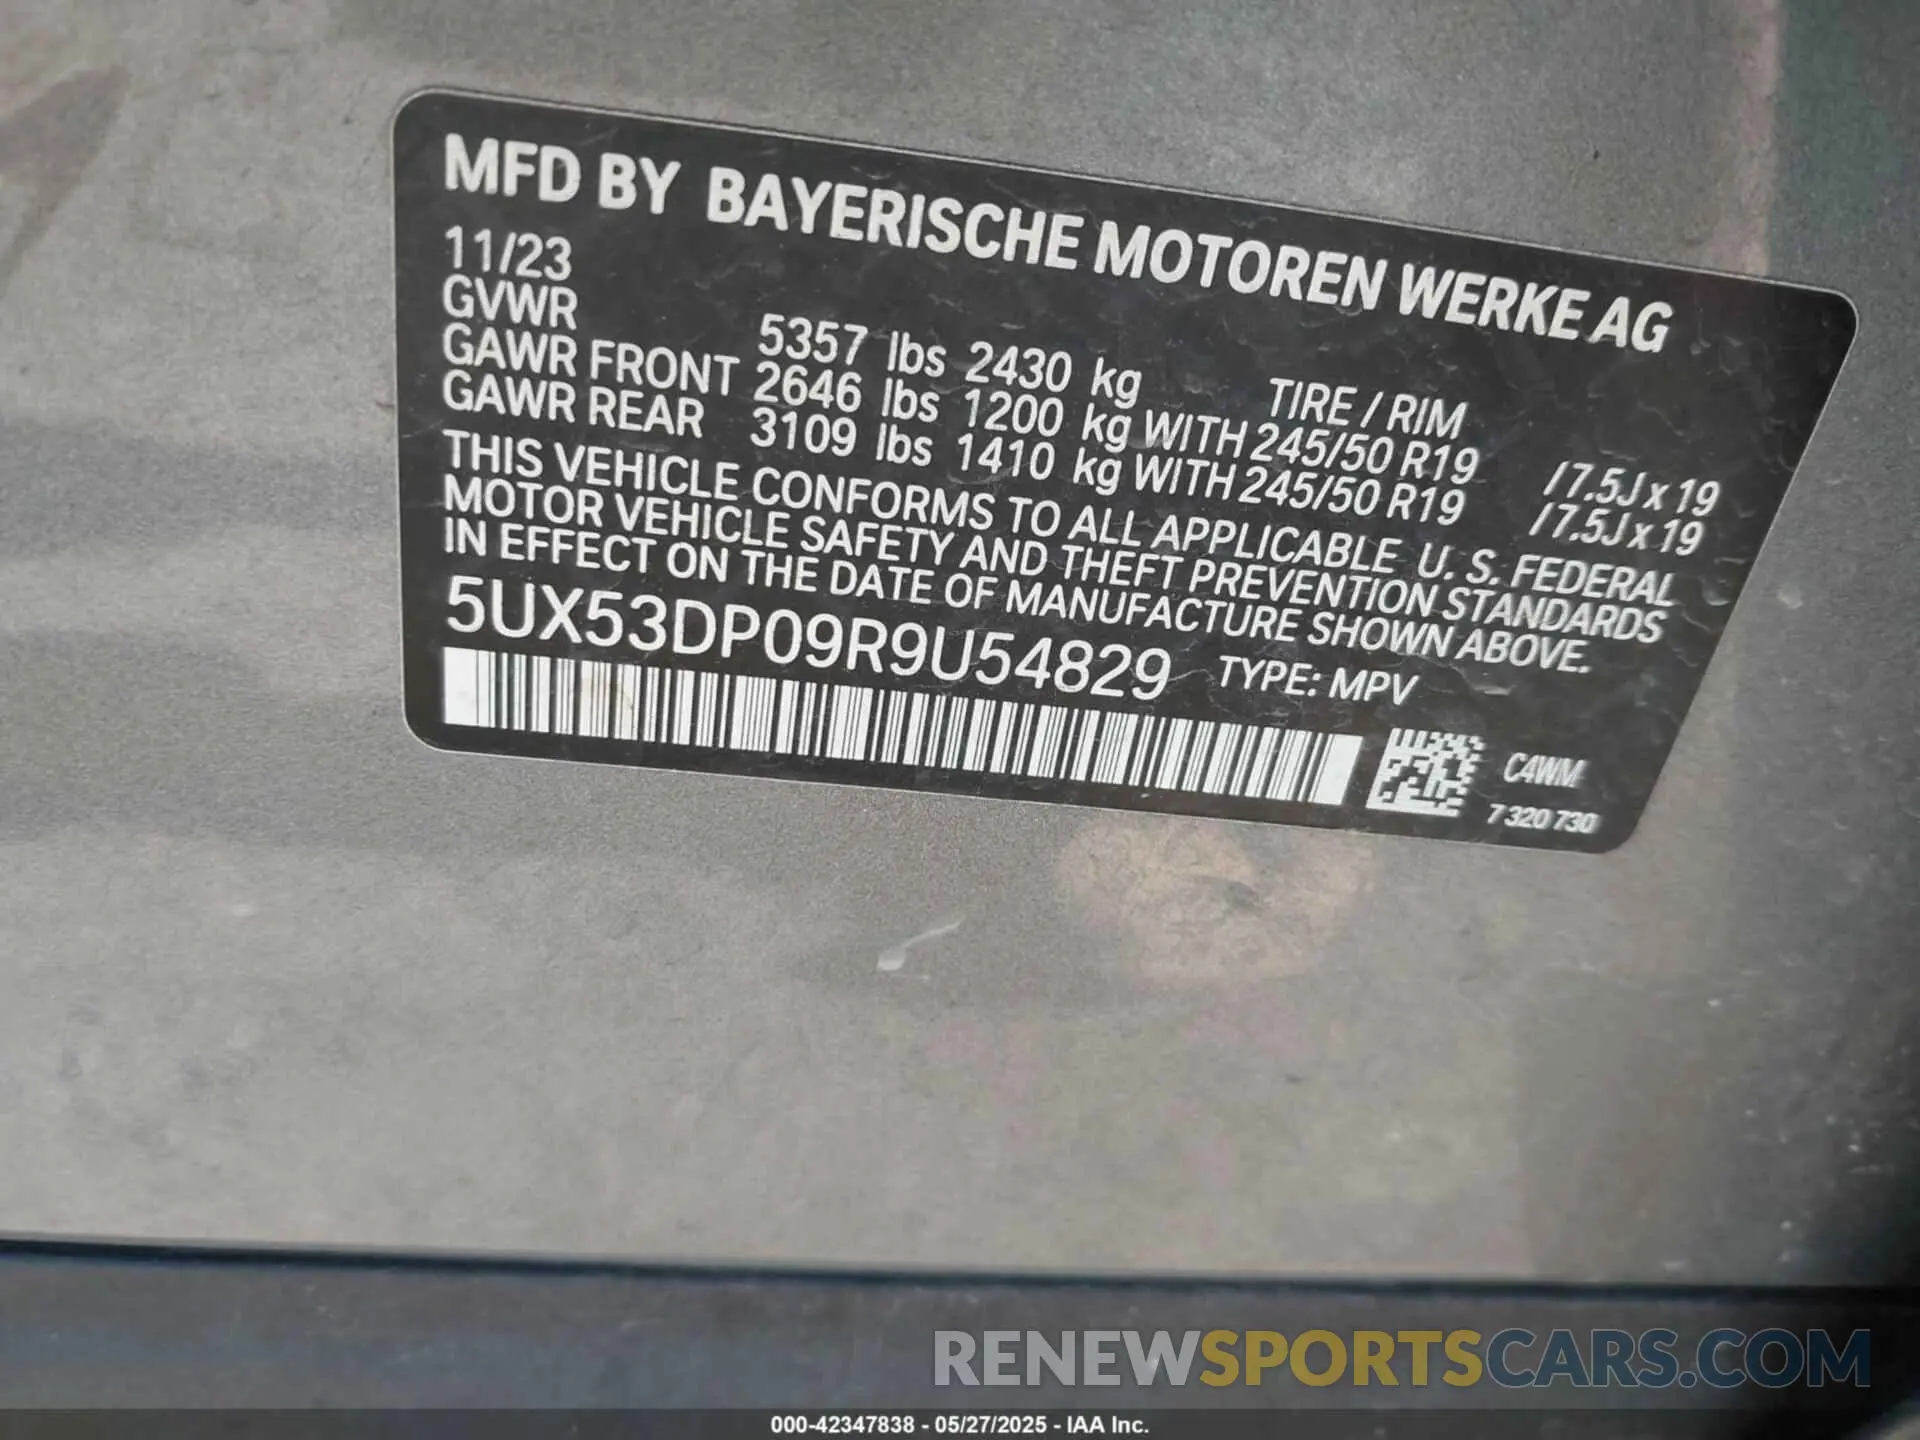 MFD BY BAYERISCHE MOTOREN WERKE AG
11/23
GVWR 5357 lbs 2430 kg TIRE / RIM
GAWR FRONT 2646 lbs 1200 kg WITH 245/50 R19 /7.5J x 19
GAWR REAR 3109 lbs 1410 kg WITH 245/50 R19 /7.5J x 19
THIS VEHICLE CONFORMS TO ALL APPLICABLE U. S. FEDERAL
MOTOR VEHICLE SAFETY AND THEFT PREVENTION STANDARDS
IN EFFECT ON THE DATE OF MANUFACTURE SHOWN ABOVE.
5UX53DP09R9U54829 TYPE: MPV
C4WM
7 320 730
RENEWSPORTSCARS.COM
000-42347838 - 05/27/2025 - IAA Inc.